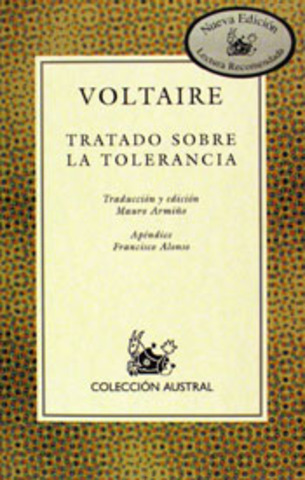 Nueva Edición
Lectura Recomendada
VOLTAIRE
TRATADO SOBRE
LA TOLERANCIA
Traducción y edición
Mauro Armiño
Apéndice
Francisco Alonso
COLECCIÓN AUSTRAL